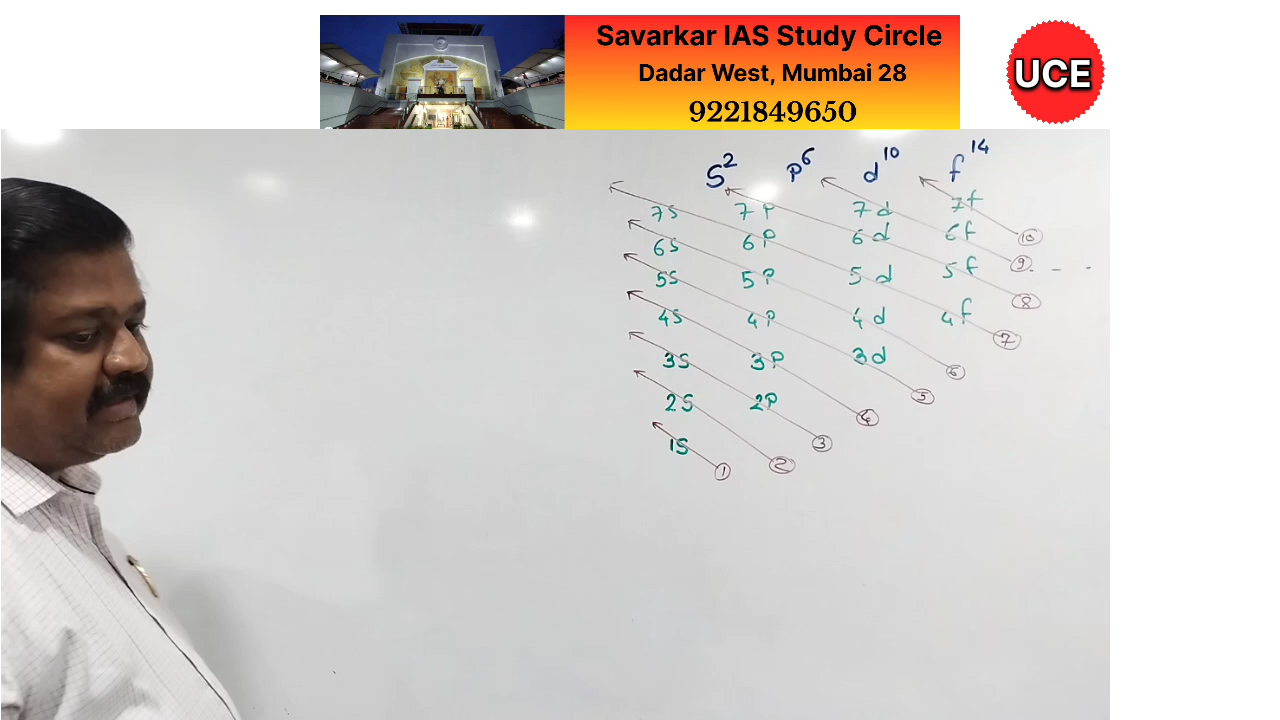 Savarkar IAS Study Circle
Dadar West, Mumbai 28
9221849650
UCE
S² P⁶ d¹⁰ f¹⁴
7S 7P 7d 7f
6S 6P 6d 6f
5S 5P 5d 5f - -
4S 4P 4d 4f
3S 3P 3d
2S 2P
1S
① ② ③ ④ ⑤ ⑥ ⑦ ⑧ ⑨ ⑩